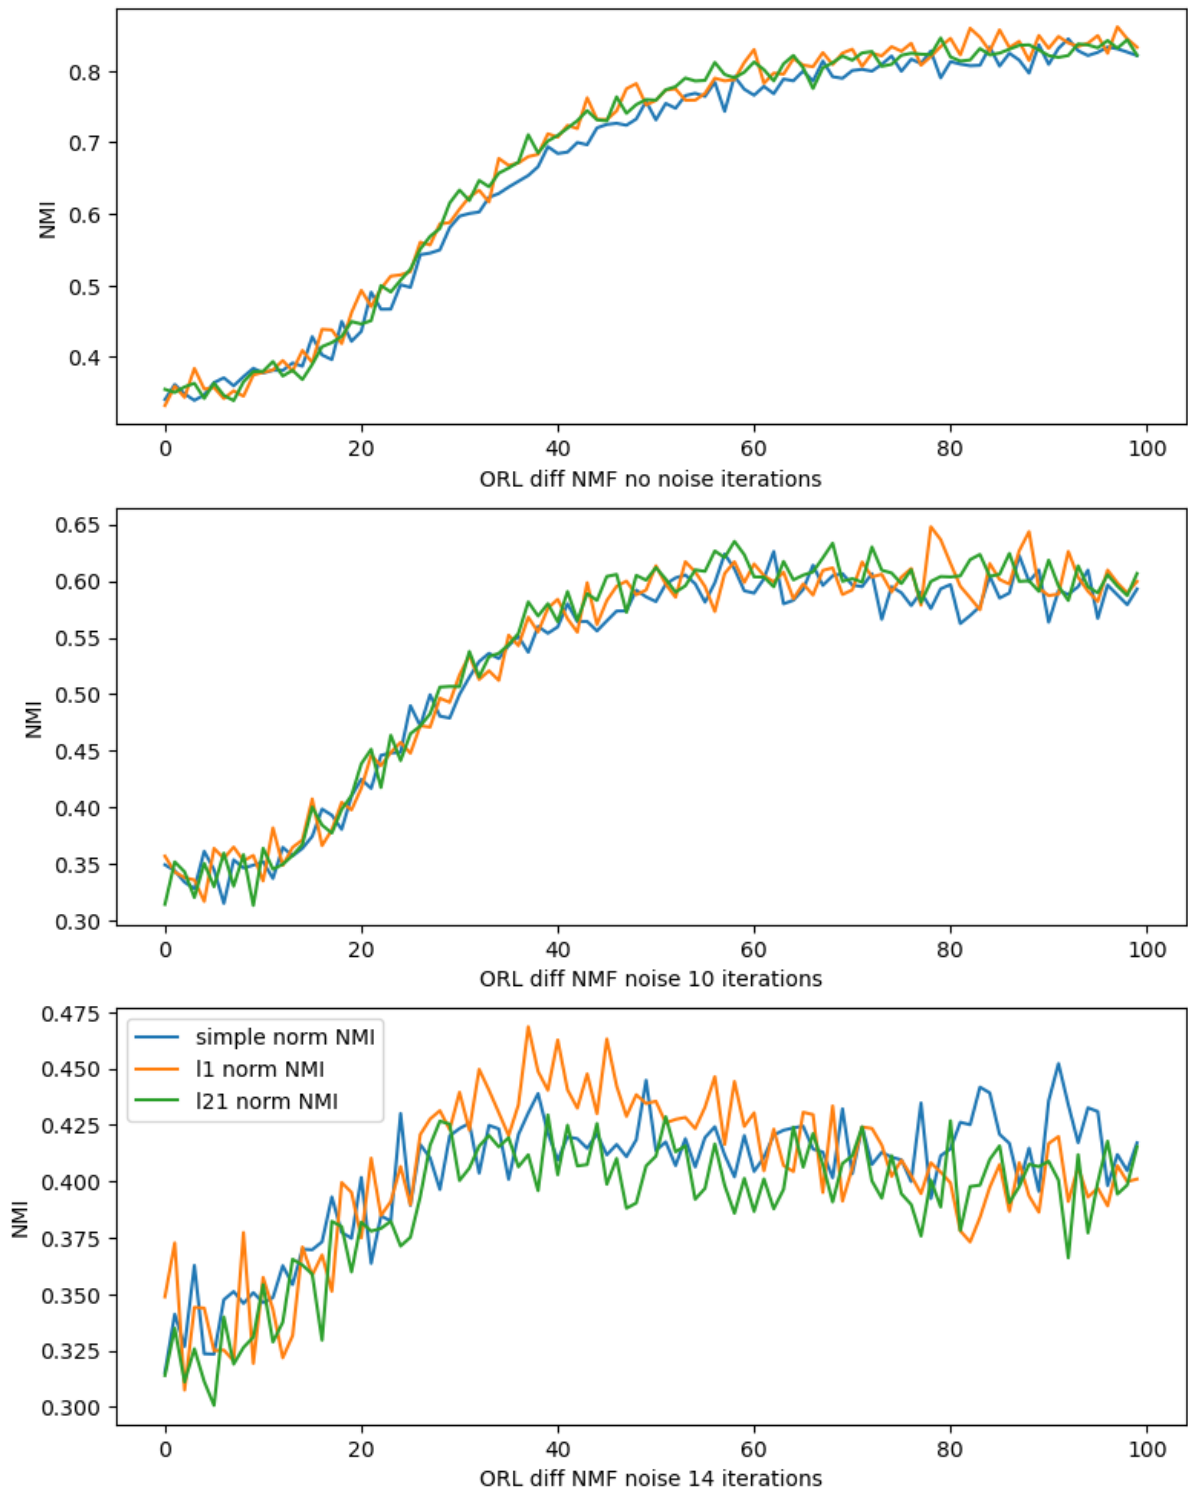 0.8
0.7
0.6
0.5
0.4
NMI
0 20 40 60 80 100
ORL diff NMF no noise iterations
0.65
0.60
0.55
0.50
0.45
0.40
0.35
0.30
NMI
0 20 40 60 80 100
ORL diff NMF noise 10 iterations
0.475
0.450
0.425
0.400
0.375
0.350
0.325
0.300
NMI
simple norm NMI
l1 norm NMI
l21 norm NMI
0 20 40 60 80 100
ORL diff NMF noise 14 iterations